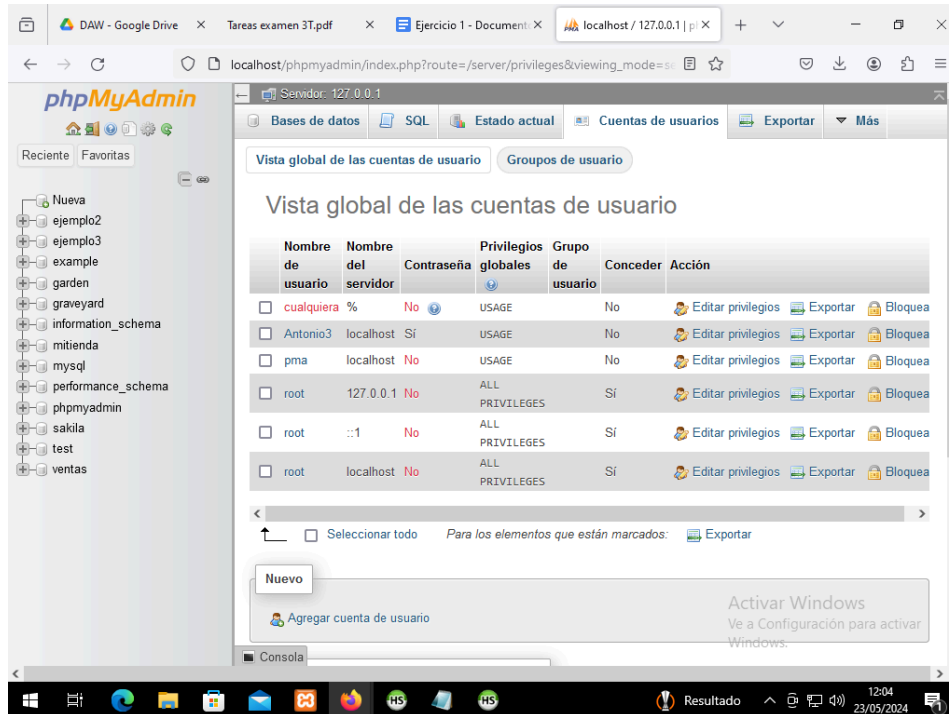 DAW - Google Drive
Tareas examen 3T.pdf
Ejercicio 1 - Documento
localhost / 127.0.0.1 | p
localhost/phpmyadmin/index.php?route=/server/privileges&viewing_mode=se
phpMyAdmin
Reciente Favoritas
Nueva
ejemplo2
ejemplo3
example
garden
graveyard
information_schema
mitienda
mysql
performance_schema
phpmyadmin
sakila
test
ventas
Servidor: 127.0.0.1
Bases de datos SQL Estado actual Cuentas de usuarios Exportar Más
Vista global de las cuentas de usuario Groupos de usuario
Vista global de las cuentas de usuario
Nombre de usuario Nombre del servidor Contraseña Privilegios globales Grupo de usuario Conceder Acción
cualquiera % No USAGE No Editar privilegios Exportar Bloquea
Antonio3 localhost Sí USAGE No Editar privilegios Exportar Bloquea
pma localhost No USAGE No Editar privilegios Exportar Bloquea
root 127.0.0.1 No ALL PRIVILEGES Sí Editar privilegios Exportar Bloquea
root ::1 No ALL PRIVILEGES Sí Editar privilegios Exportar Bloquea
root localhost No ALL PRIVILEGES Sí Editar privilegios Exportar Bloquea
Seleccionar todo Para los elementos que están marcados: Exportar
Nuevo
Agregar cuenta de usuario
Consola
Activar Windows
Ve a Configuración para activar
Windows.
HS
HS
Resultado
12:04
23/05/2024